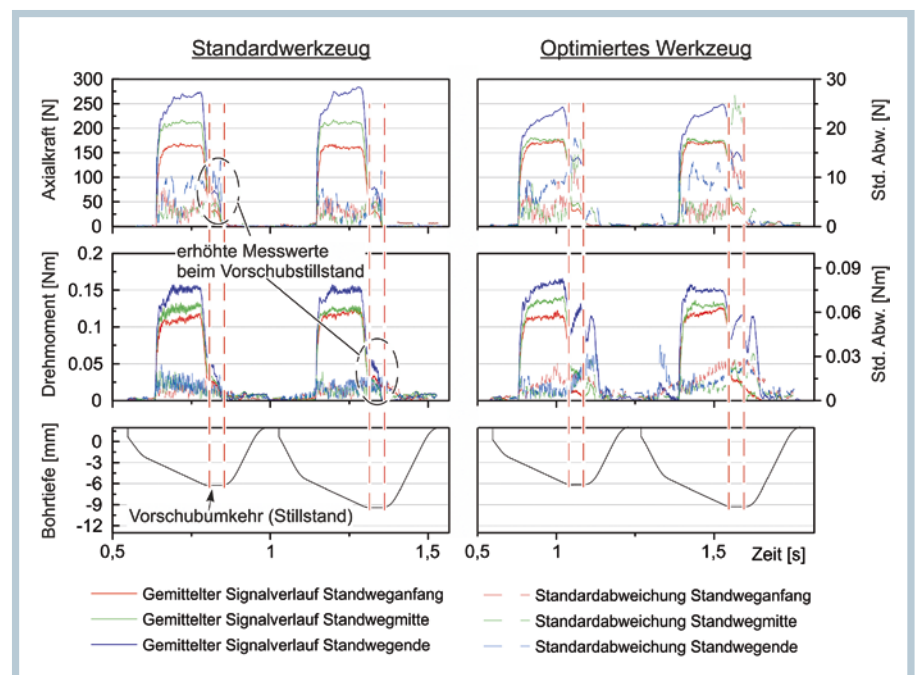 Standardwerkzeug
Optimiertes Werkzeug
Axialkraft [N]
300
250
200
150
100
50
0
30
20
10
0
Std. Abw. [N]
erhöhte Messwerte
beim Vorschubstillstand
Drehmoment [Nm]
0.2
0.15
0.1
0.05
0
0.09
0.06
0.03
0
Std. Abw. [Nm]
Bohrtiefe [mm]
0
-3
-6
-9
-12
Vorschubumkehr (Stillstand)
0,5
1
1,5
0,5
1
1,5
Zeit [s]
Gemittelter Signalverlauf Standweganfang
Gemittelter Signalverlauf Standwegmitte
Gemittelter Signalverlauf Standwegende
Standardabweichung Standweganfang
Standardabweichung Standwegmitte
Standardabweichung Standwegende